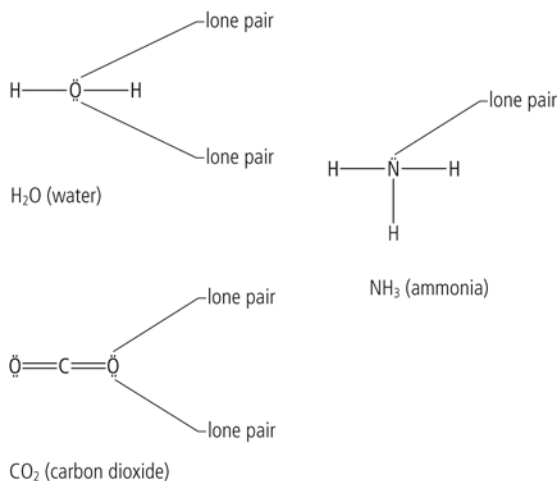 lone pair
H—Ö—H
lone pair
H₂O (water)
lone pair
H—N̈—H
H
NH₃ (ammonia)
lone pair
Ö=C=Ö
lone pair
CO₂ (carbon dioxide)